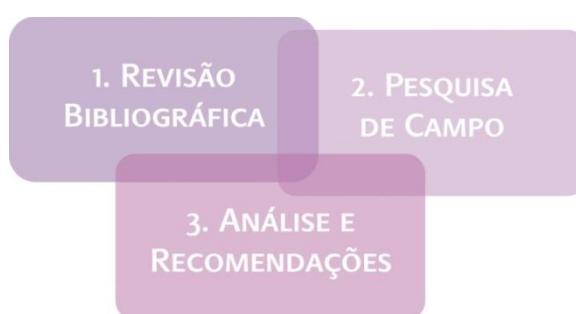 1. REVISÃO
BIBLIOGRÁFICA
2. PESQUISA
DE CAMPO
3. ANÁLISE E
RECOMENDAÇÕES